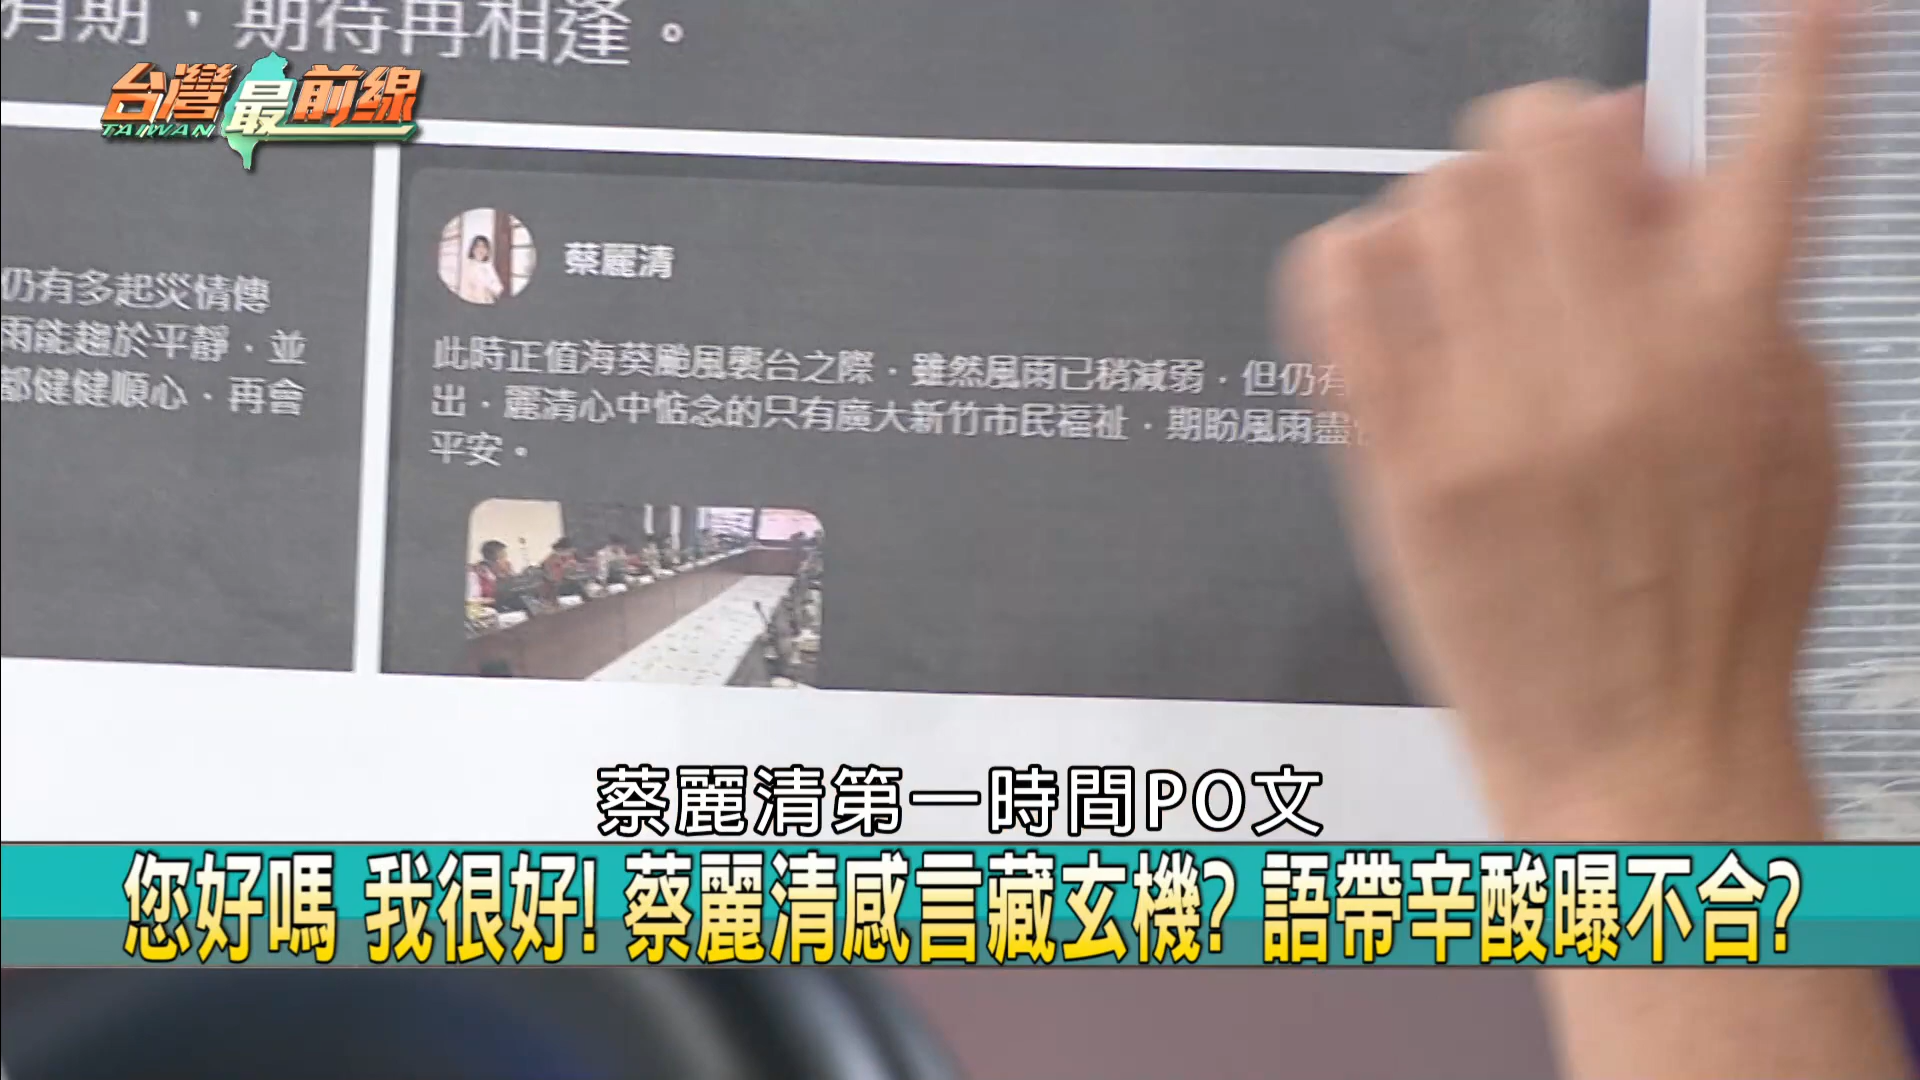 有期，期待再相逢。
台灣最前線
TAIWAN
仍有多起災情傳
雨能趨於平靜，並
都健健順心，再會
蔡麗清
此時正值海葵颱風襲台之際，雖然風雨已稍減弱，但仍有
出，麗清心中惦念的只有廣大新竹市民福祉，期盼風雨盡
平安。
蔡麗清第一時間PO文
您好嗎 我很好! 蔡麗清感言藏玄機? 語帶辛酸曝不合?